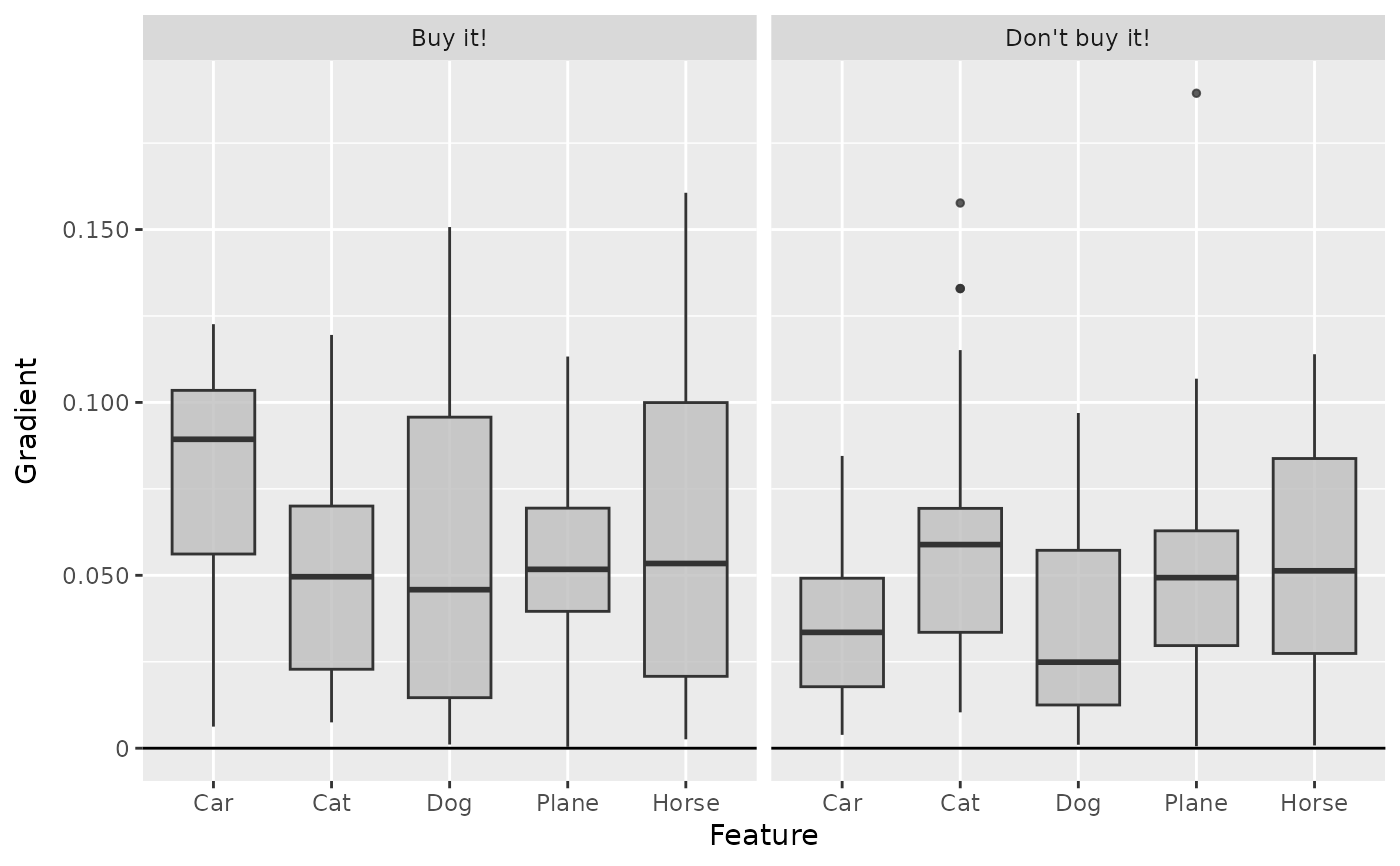 Buy it!
Don't buy it!
Gradient
0.150
0.100
0.050
0
Car Cat Dog Plane Horse
Car Cat Dog Plane Horse
Feature